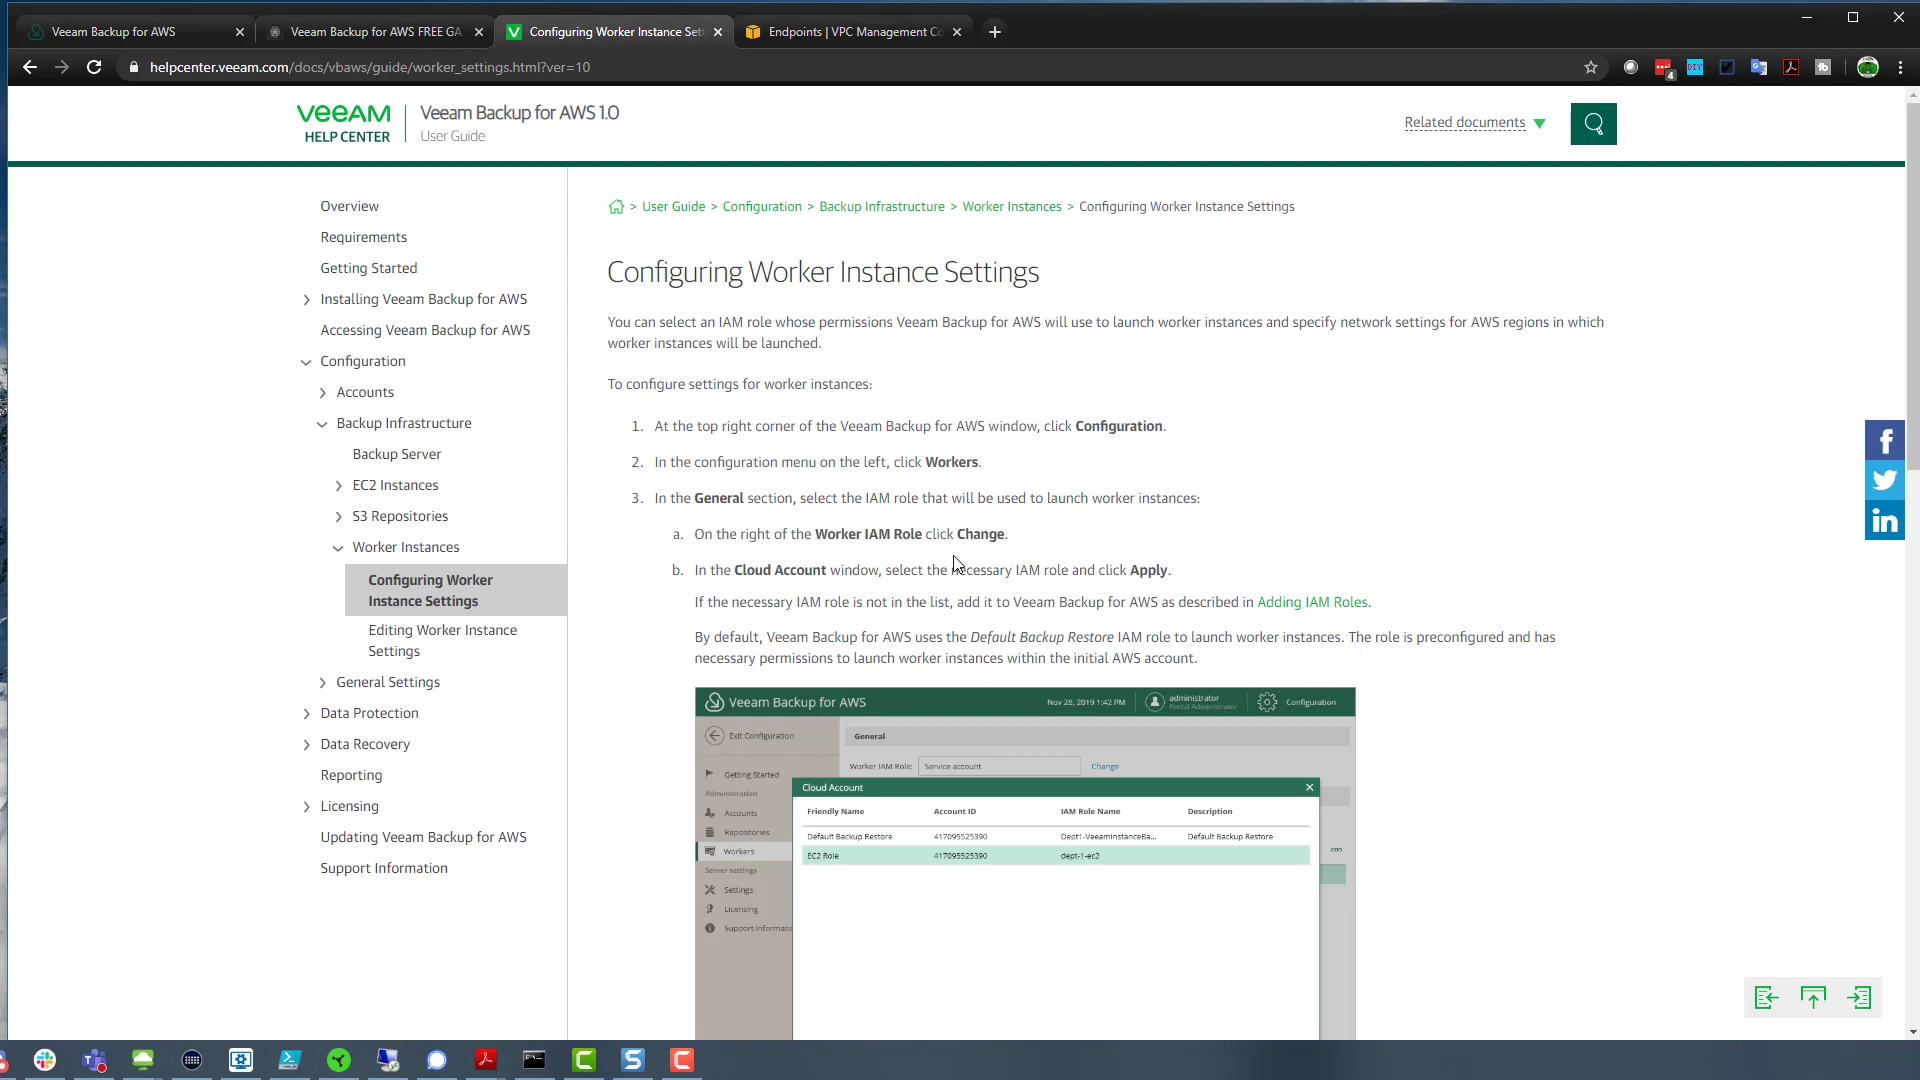 Veeam Backup for AWS
Veeam Backup for AWS FREE GA
Configuring Worker Instance Set
Endpoints | VPC Management Co
helpcenter.veeam.com/docs/vbaws/guide/worker_settings.html?ver=10
4
DIY
veeam
HELP CENTER
Veeam Backup for AWS 1.0
User Guide
Related documents
Overview
Requirements
Getting Started
Installing Veeam Backup for AWS
Accessing Veeam Backup for AWS
Configuration
Accounts
Backup Infrastructure
Backup Server
EC2 Instances
S3 Repositories
Worker Instances
Configuring Worker
Instance Settings
Editing Worker Instance
Settings
General Settings
Data Protection
Data Recovery
Reporting
Licensing
Updating Veeam Backup for AWS
Support Information
> User Guide > Configuration > Backup Infrastructure > Worker Instances > Configuring Worker Instance Settings
Configuring Worker Instance Settings
You can select an IAM role whose permissions Veeam Backup for AWS will use to launch worker instances and specify network settings for AWS regions in which
worker instances will be launched.
To configure settings for worker instances:
1. At the top right corner of the Veeam Backup for AWS window, click Configuration.
2. In the configuration menu on the left, click Workers.
3. In the General section, select the IAM role that will be used to launch worker instances:
a. On the right of the Worker IAM Role click Change.
b. In the Cloud Account window, select the necessary IAM role and click Apply.
If the necessary IAM role is not in the list, add it to Veeam Backup for AWS as described in Adding IAM Roles.
By default, Veeam Backup for AWS uses the Default Backup Restore IAM role to launch worker instances. The role is preconfigured and has
necessary permissions to launch worker instances within the initial AWS account.
Veeam Backup for AWS
Nov 28, 2019 1:42 PM
administrator
Portal Administrator
Configuration
Exit Configuration
General
Worker IAM Role: Service account Change
Getting Started
Administration
Accounts
Repositories
Workers
Server settings
Settings
Licensing
Support Informatio
Cloud Account
Friendly Name Account ID IAM Role Name Description
Default Backup Restore 417095525390 Dept1-VeeamInstanceBa... Default Backup Restore
EC2 Role 417095525390 dept-1-ec2